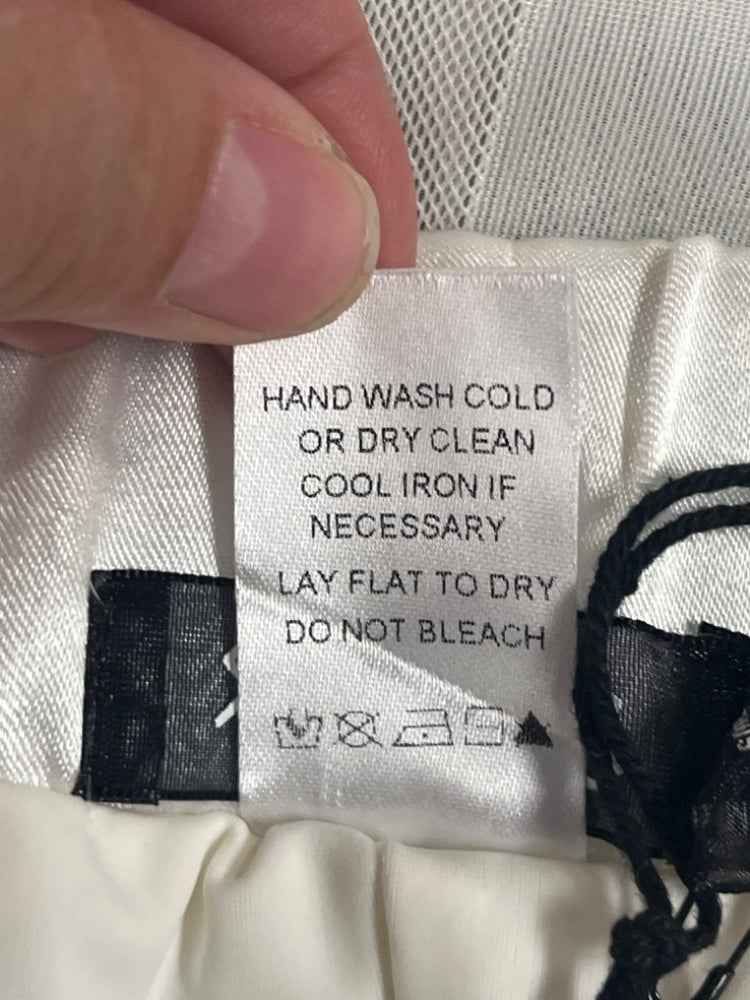 HAND WASH COLD
OR DRY CLEAN
COOL IRON IF
NECESSARY
LAY FLAT TO DRY
DO NOT BLEACH